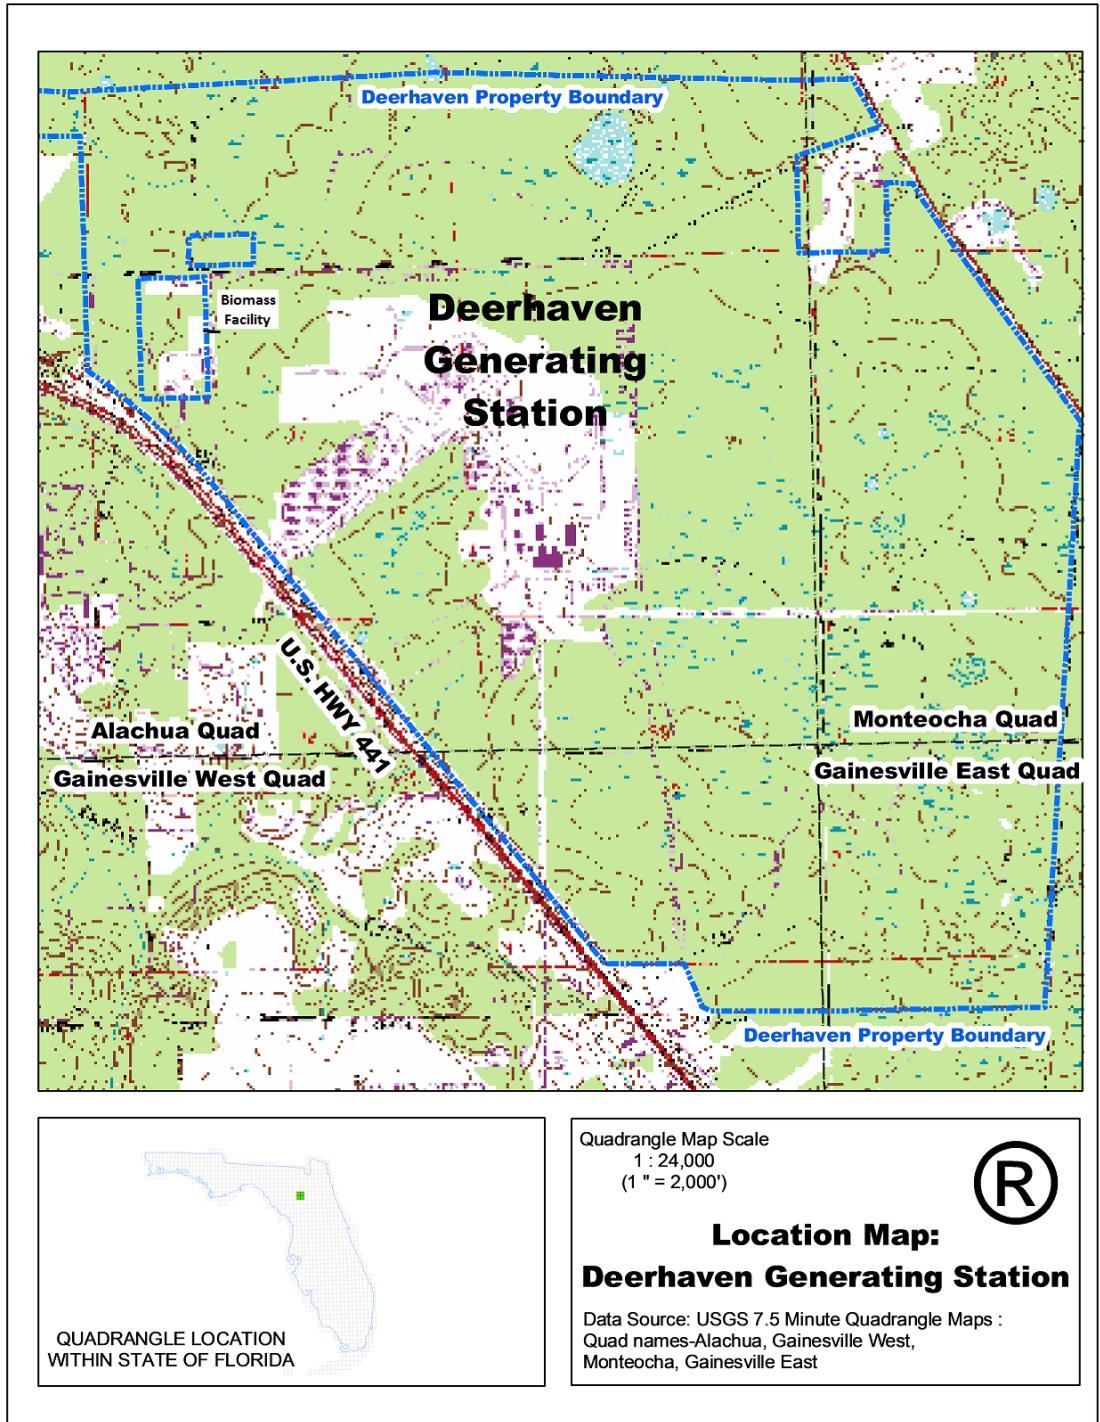 Deerhaven Property Boundary
Biomass
Facility
Deerhaven
Generating
Station
U.S. HWY 441
Alachua Quad
Monteocha Quad
Gainesville West Quad
Gainesville East Quad
Deerhaven Property Boundary
QUADRANGLE LOCATION
WITHIN STATE OF FLORIDA
Quadrangle Map Scale
1 : 24,000
(1 " = 2,000')
®
Location Map:
Deerhaven Generating Station
Data Source: USGS 7.5 Minute Quadrangle Maps :
Quad names-Alachua, Gainesville West,
Monteocha, Gainesville East